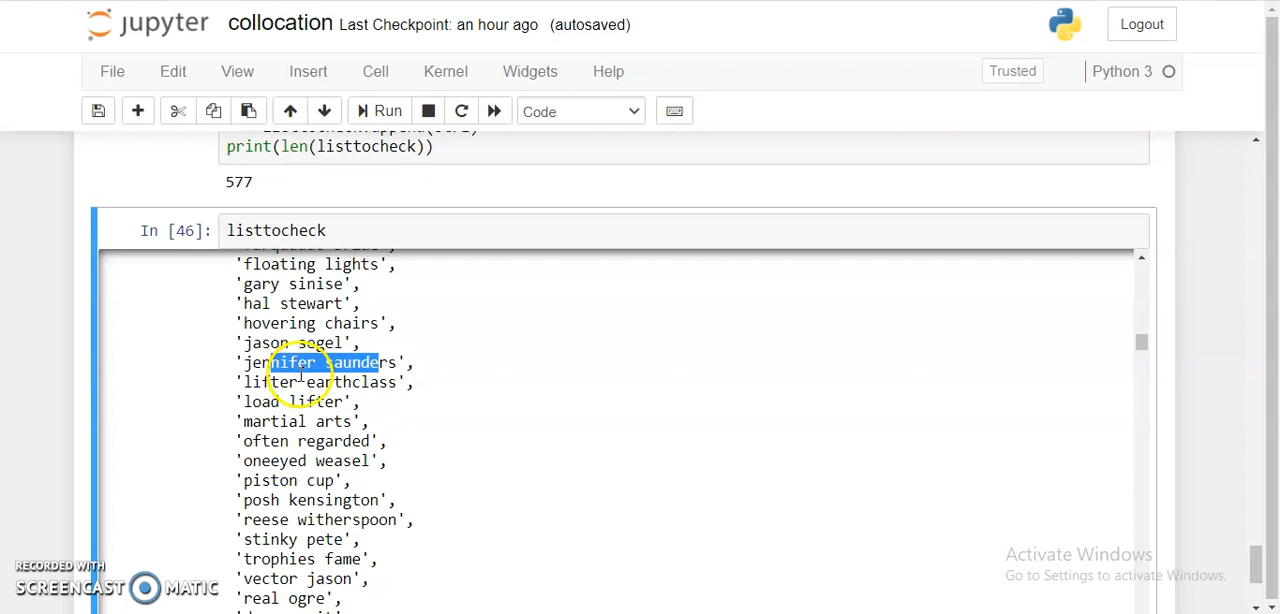 jupyter collocation Last Checkpoint: an hour ago (autosaved) Logout
File Edit View Insert Cell Kernel Widgets Help Trusted Python 3
Run Code
print(len(listtocheck))
577
In [46]: listtocheck
'floating lights',
'gary sinise',
'hal stewart',
'hovering chairs',
'jason segel',
'jennifer saunders',
'lifter earthclass',
'load lifter',
'martial arts',
'often regarded',
'oneeyed weasel',
'piston cup',
'posh kensington',
'reese witherspoon',
'stinky pete',
'trophies fame',
'vector jason',
'real ogre',
Activate Windows
Go to Settings to activate Windows.
RECORDED WITH
SCREENCAST MATIC